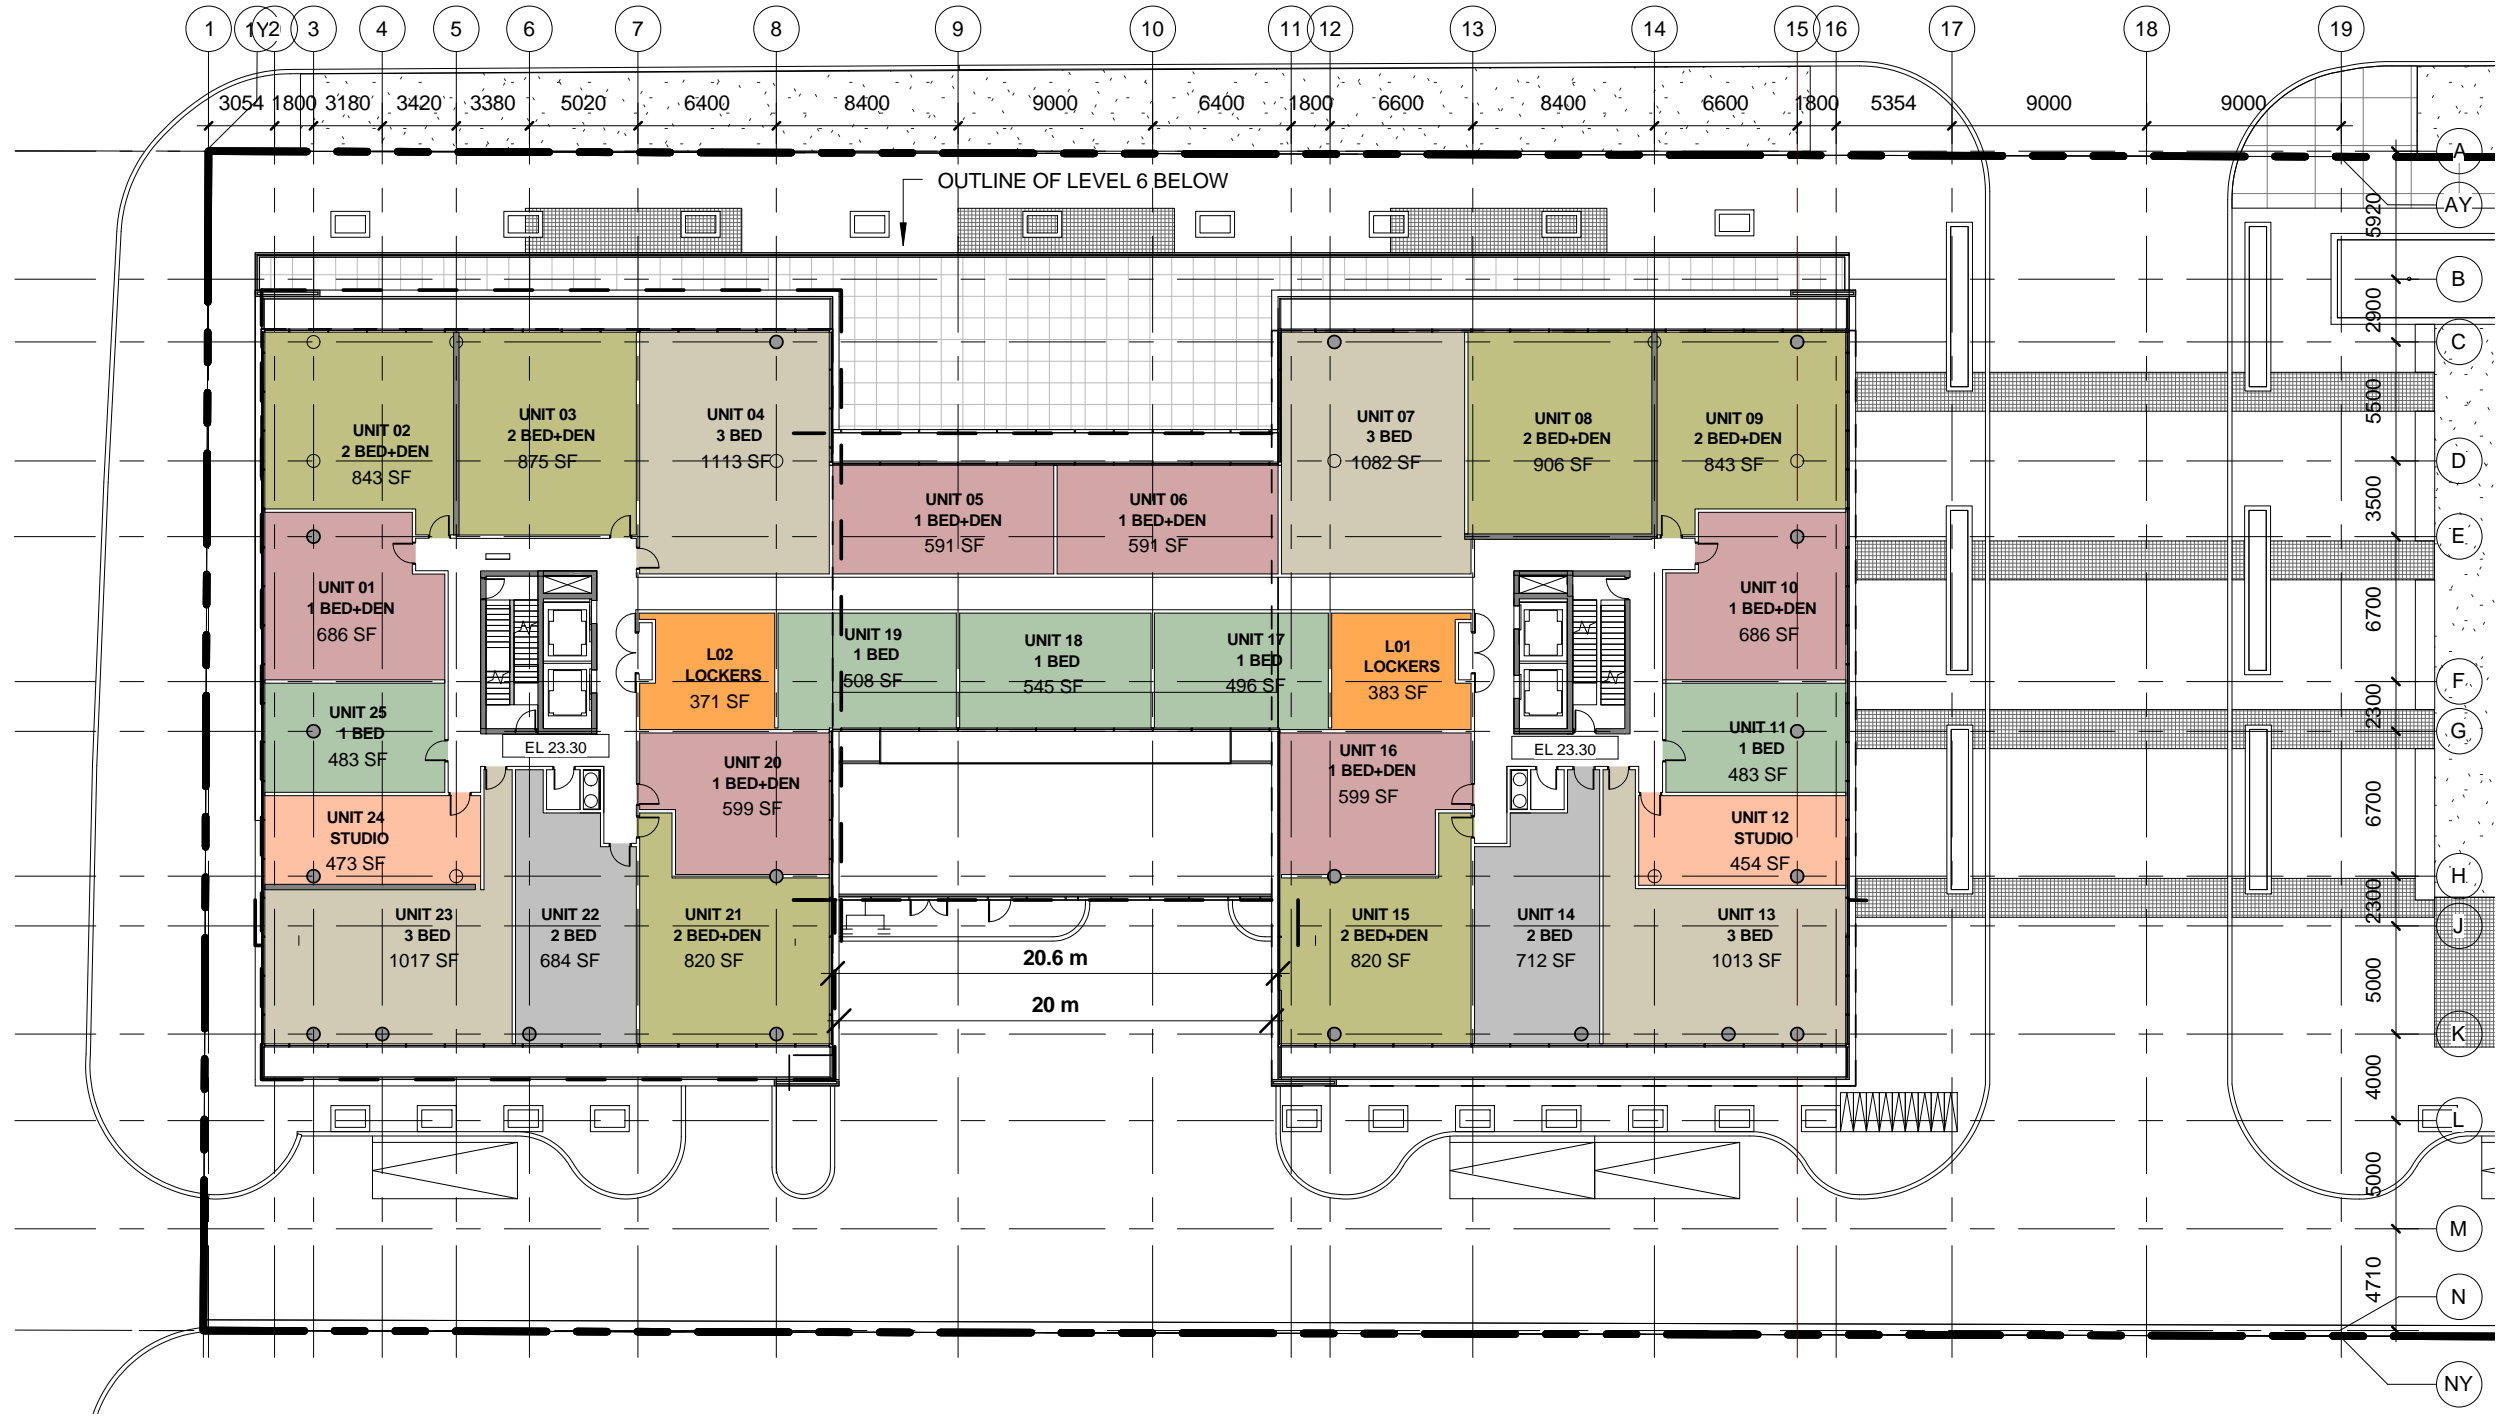 1 1Y 2 3 4 5 6 7 8 9 10 11 12 13 14 15 16 17 18 19
3054 1800 3180 3420 3380 5020 6400 8400 9000 6400 1800 6600 8400 6600 1800 5354 9000 9000
A
OUTLINE OF LEVEL 6 BELOW
AY
5920
B
2900
C
5500
D
3500
E
6700
F
2300
G
6700
H
2300
J
5000
K
4000
L
5000
M
4710
N
NY
UNIT 02
2 BED+DEN
843 SF
UNIT 03
2 BED+DEN
875 SF
UNIT 04
3 BED
1113 SF
UNIT 07
3 BED
1082 SF
UNIT 08
2 BED+DEN
906 SF
UNIT 09
2 BED+DEN
843 SF
UNIT 05
1 BED+DEN
591 SF
UNIT 06
1 BED+DEN
591 SF
UNIT 01
1 BED+DEN
686 SF
UNIT 10
1 BED+DEN
686 SF
L02
LOCKERS
371 SF
UNIT 19
1 BED
508 SF
UNIT 18
1 BED
545 SF
UNIT 17
1 BED
496 SF
L01
LOCKERS
383 SF
UNIT 25
1 BED
483 SF
EL 23.30
UNIT 20
1 BED+DEN
599 SF
UNIT 16
1 BED+DEN
599 SF
EL 23.30
UNIT 11
1 BED
483 SF
UNIT 24
STUDIO
473 SF
UNIT 12
STUDIO
454 SF
UNIT 23
3 BED
1017 SF
UNIT 22
2 BED
684 SF
UNIT 21
2 BED+DEN
820 SF
20.6 m
20 m
UNIT 15
2 BED+DEN
820 SF
UNIT 14
2 BED
712 SF
UNIT 13
3 BED
1013 SF